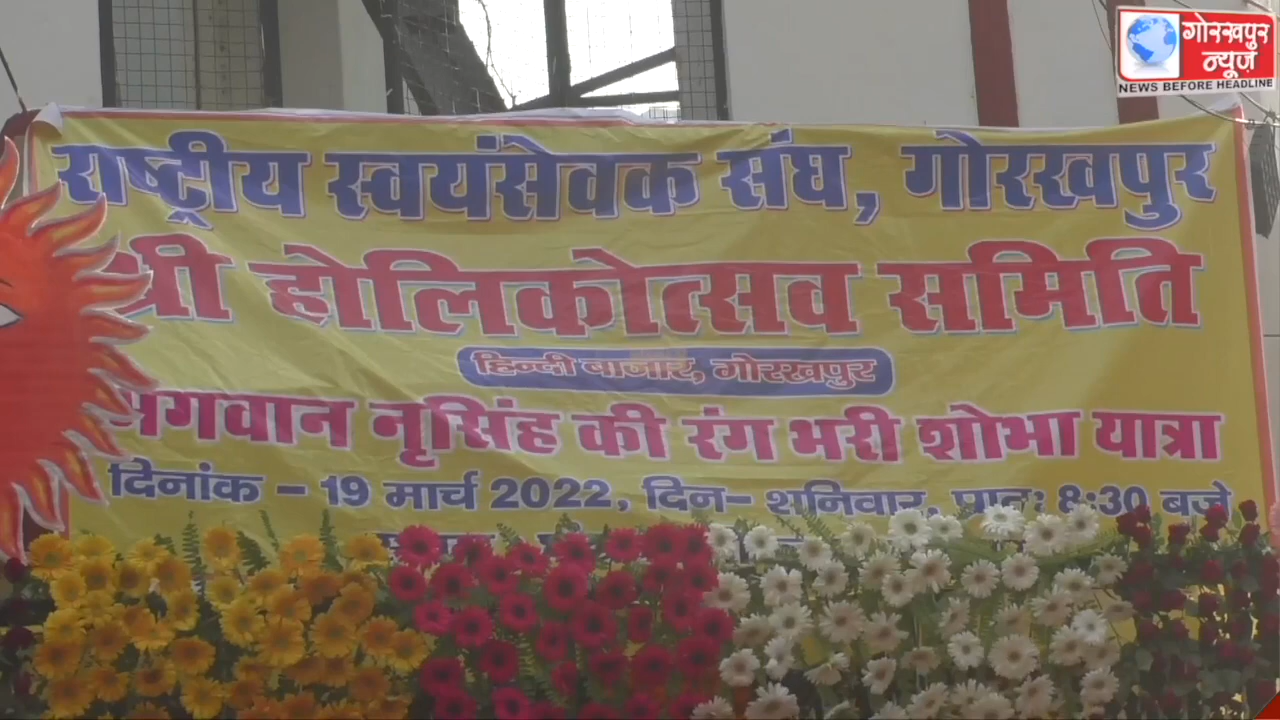 गोरखपुर
न्यूज़
NEWS BEFORE HEADLINE
राष्ट्रीय स्वयंसेवक संघ, गोरखपुर
श्री होलिकोत्सव समिति
हिन्दी बाजार, गोरखपुर
भगवान नृसिंह की रंग भरी शोभा यात्रा
दिनांक - 19 मार्च 2022, दिन- शनिवार, प्रातः 8:30 बजे